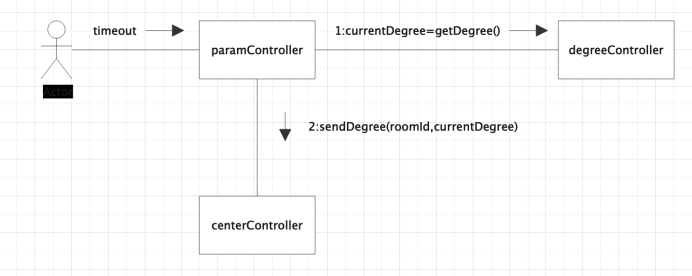 timeout
1:currentDegree=getDegree()
paramController
degreeController
Actor
2:sendDegree(roomId,currentDegree)
centerController